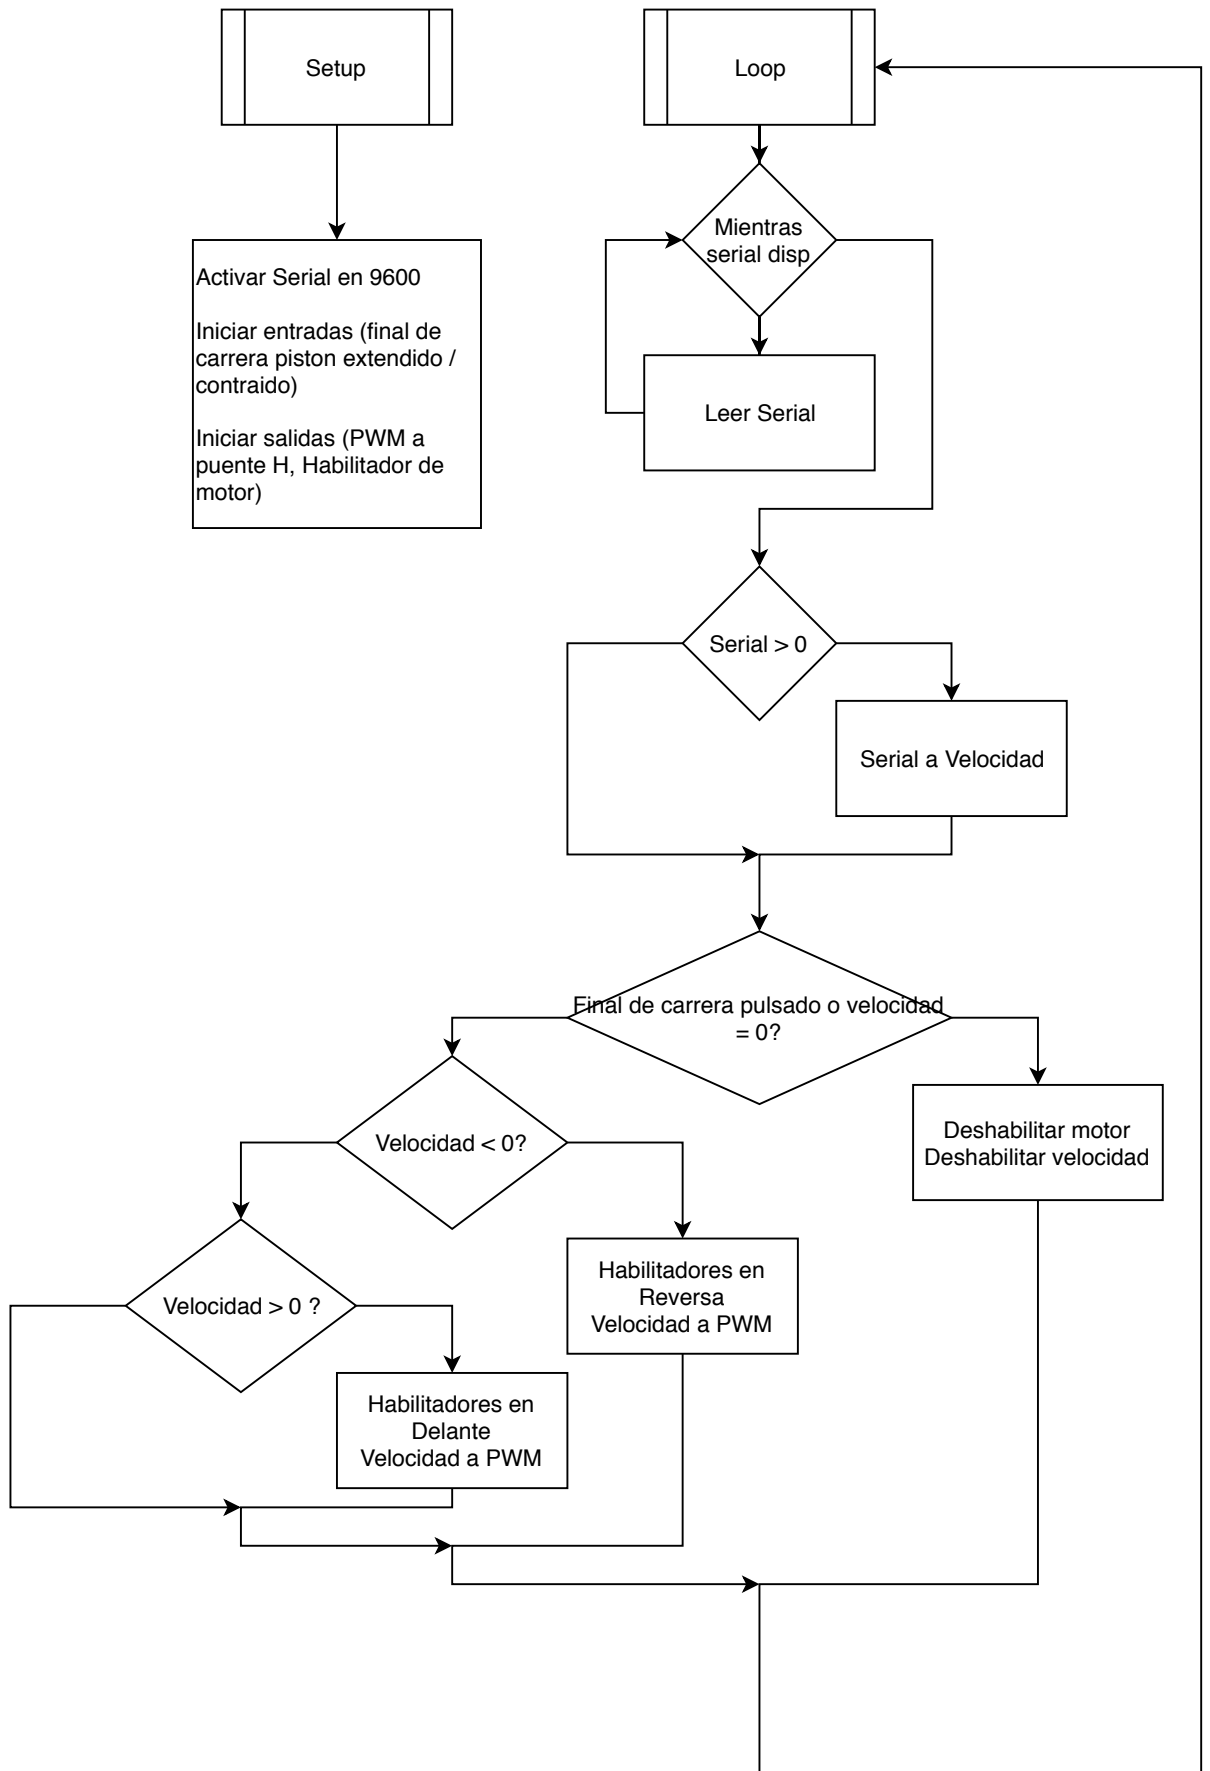 Setup
Loop
Mientras
serial disp
Activar Serial en 9600
Iniciar entradas (final de
carrera piston extendido /
contraido)
Iniciar salidas (PWM a
puente H, Habilitador de
motor)
Leer Serial
Serial > 0
Serial a Velocidad
Final de carrera pulsado o velocidad
= 0?
Velocidad < 0?
Deshabilitar motor
Deshabilitar velocidad
Velocidad > 0 ?
Habilitadores en
Reversa
Velocidad a PWM
Habilitadores en
Delante
Velocidad a PWM